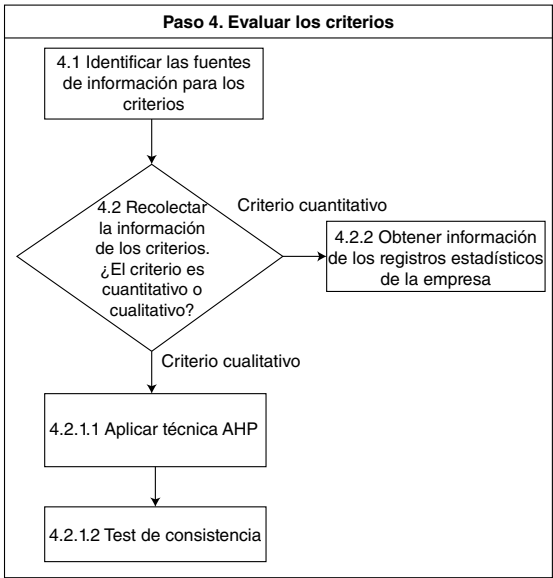 Paso 4. Evaluar los criterios
4.1 Identificar las fuentes
de información para los
criterios
4.2 Recolectar
la información
de los criterios.
¿El criterio es
cuantitativo o
cualitativo?
Criterio cuantitativo
4.2.2 Obtener información
de los registros estadísticos
de la empresa
Criterio cualitativo
4.2.1.1 Aplicar técnica AHP
4.2.1.2 Test de consistencia